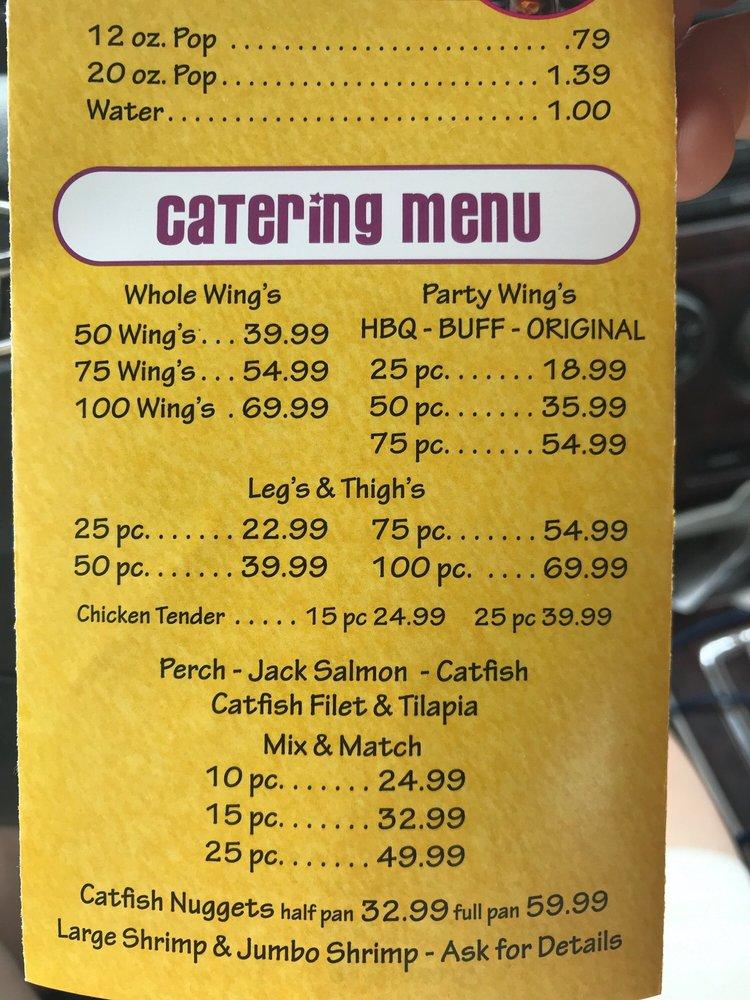 12 oz. Pop ........................ .79
20 oz. Pop........................ 1.39
Water............................ 1.00
catering menu
Whole Wing's
50 Wing's... 39.99
75 Wing's... 54.99
100 Wing's . 69.99
Party Wing's
HBQ - BUFF - ORIGINAL
25 pc....... 18.99
50 pc....... 35.99
75 pc....... 54.99
Leg's & Thigh's
25 pc....... 22.99 75 pc....... 54.99
50 pc....... 39.99 100 pc. .... 69.99
Chicken Tender ..... 15 pc 24.99 25 pc 39.99
Perch - Jack Salmon - Catfish
Catfish Filet & Tilapia
Mix & Match
10 pc....... 24.99
15 pc....... 32.99
25 pc....... 49.99
Catfish Nuggets half pan 32.99 full pan 59.99
Large Shrimp & Jumbo Shrimp - Ask for Details